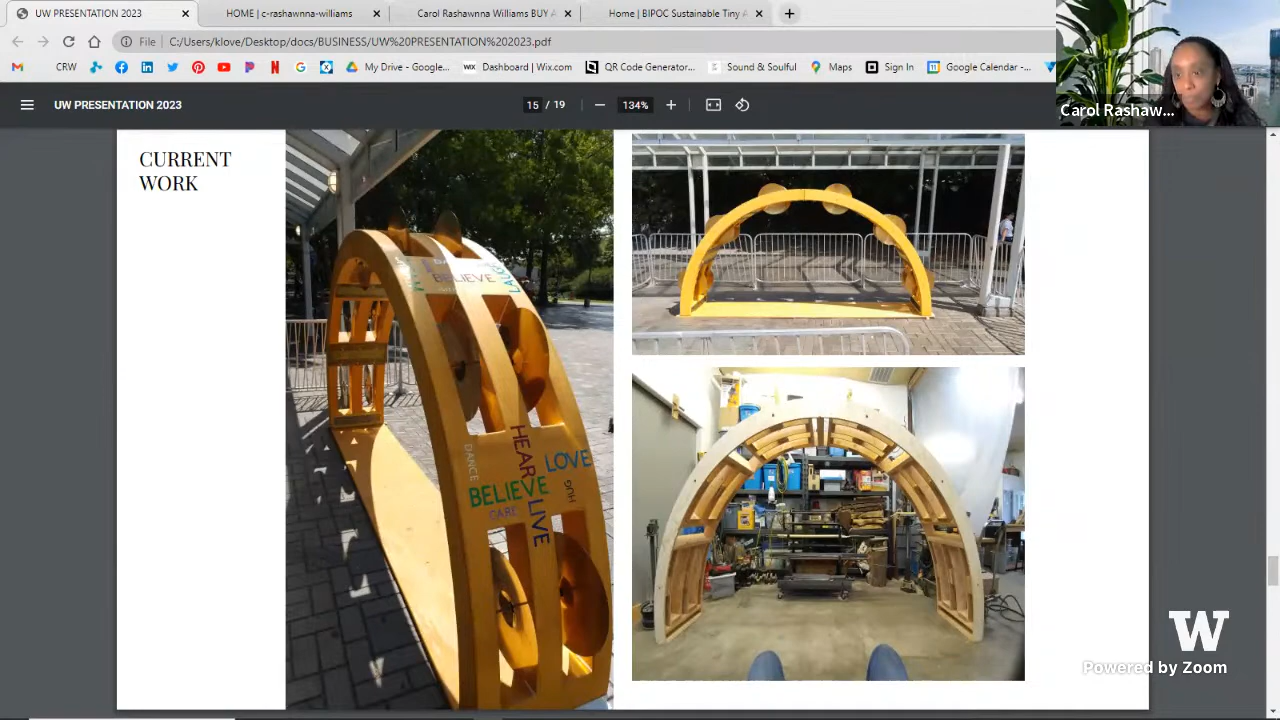 UW PRESENTATION 2023
HOME | c-rashawnna-williams
Carol Rashawnna Williams BUY A
Home | BIPOC Sustainable Tiny A
File
C:/Users/klove/Desktop/docs/BUSINESS/UW%20PRESENTATION%202023.pdf
CRW
My Drive - Google...
WIX
Dashboard | Wix.com
QR Code Generator...
Sound & Soulful
Maps
Sign In
Google Calendar -...
UW PRESENTATION 2023
15 / 19
134%
Carol Rashaw...
CURRENT
WORK
BELIEVE
LAUGH
DANCE
HEAR
LOVE
HUG
BELIEVE
CARE
LIVE
W
Powered by Zoom